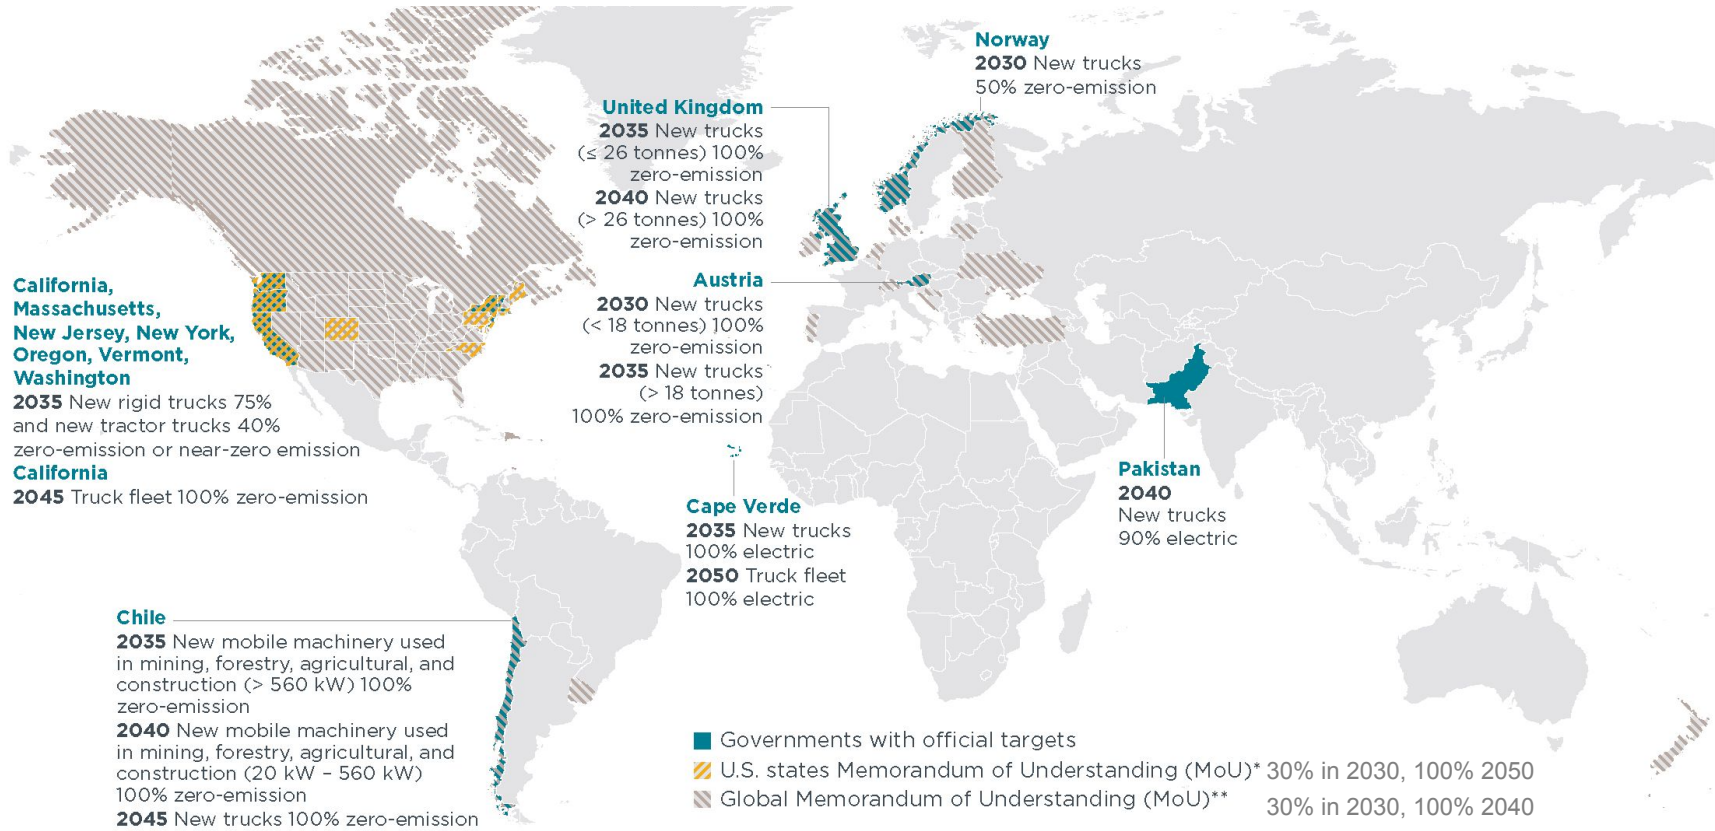 Norway
2030 New trucks
50% zero-emission
United Kingdom
2035 New trucks
(≤ 26 tonnes) 100%
zero-emission
2040 New trucks
(> 26 tonnes) 100%
zero-emission
Austria
2030 New trucks
(< 18 tonnes) 100%
zero-emission
2035 New trucks
(> 18 tonnes)
100% zero-emission
California,
Massachusetts,
New Jersey, New York,
Oregon, Vermont,
Washington
2035 New rigid trucks 75%
and new tractor trucks 40%
zero-emission or near-zero emission
California
2045 Truck fleet 100% zero-emission
Cape Verde
2035 New trucks
100% electric
2050 Truck fleet
100% electric
Pakistan
2040
New trucks
90% electric
Chile
2035 New mobile machinery used
in mining, forestry, agricultural, and
construction (> 560 kW) 100%
zero-emission
2040 New mobile machinery used
in mining, forestry, agricultural, and
construction (20 kW – 560 kW)
100% zero-emission
2045 New trucks 100% zero-emission
Governments with official targets
U.S. states Memorandum of Understanding (MoU)* 30% in 2030, 100% 2050
Global Memorandum of Understanding (MoU)** 30% in 2030, 100% 2040